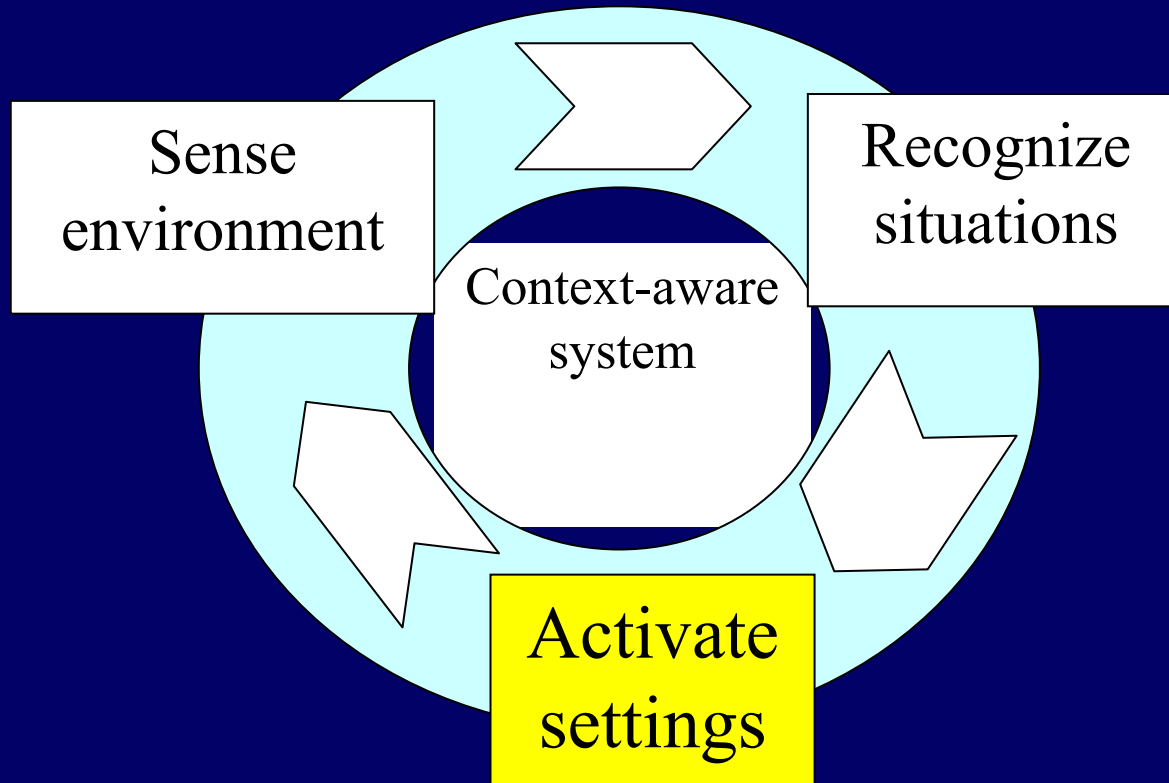 Sense
environment
Recognize
situations
Context-aware
system
Activate
settings